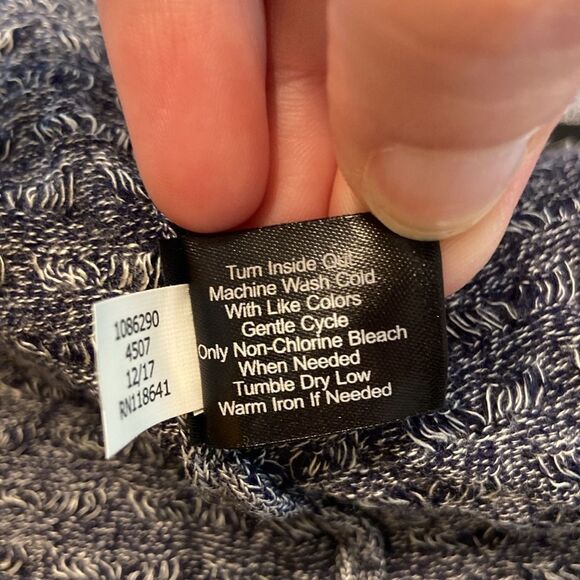 Turn Inside Out
Machine Wash Cold
With Like Colors
Gentle Cycle
Only Non-Chlorine Bleach
When Needed
Tumble Dry Low
Warm Iron If Needed
1086290
4507
12/17
RN118641